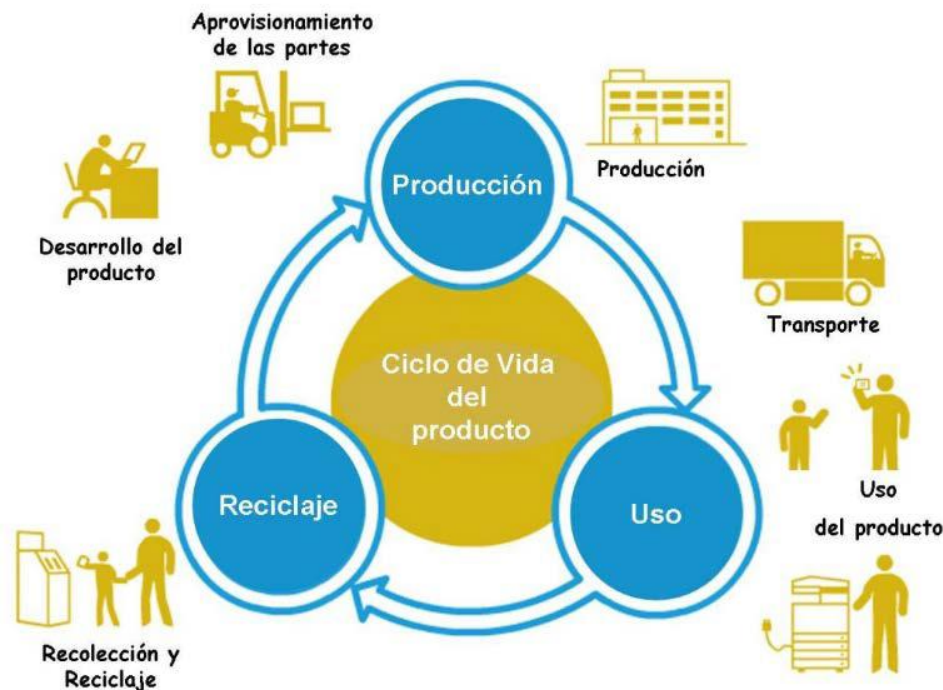 Aprovisionamiento
de las partes
Producción
Producción
Desarrollo del
producto
Transporte
Ciclo de Vida
del
producto
Reciclaje
Uso
Uso
del producto
Recolección y
Reciclaje